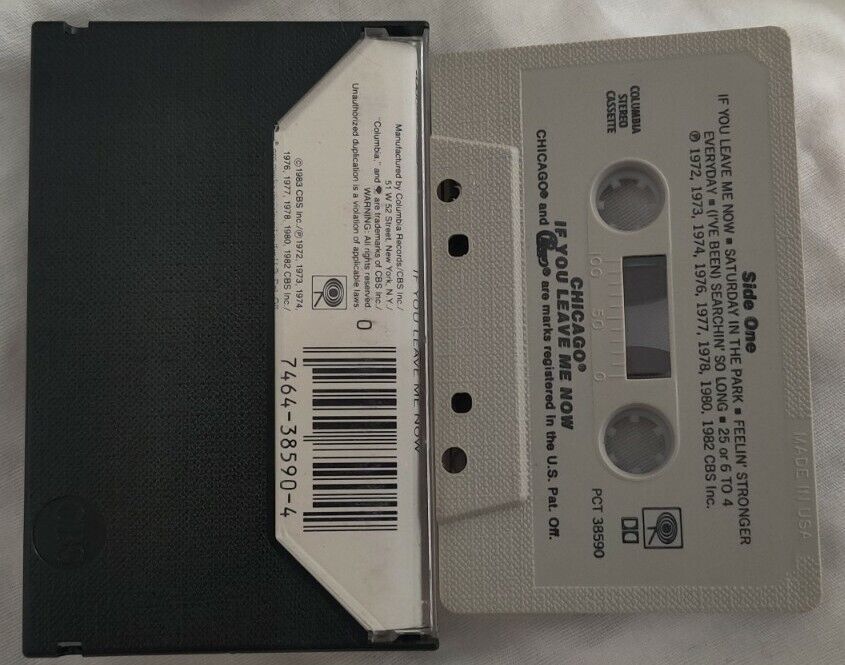 Manufactured by Columbia Records/CBS Inc./
51 W 52 Street, New York, N.Y./
"Columbia," and are trademarks of CBS Inc./
WARNING: All rights reserved.
Unauthorized duplication is a violation of applicable laws.
© 1983 CBS Inc./℗ 1972, 1973, 1974,
1976, 1977, 1978, 1980, 1982 CBS Inc./
0
7464-38590-4
IF YOU LEAVE ME NOW
CBS
Side One
IF YOU LEAVE ME NOW ■ SATURDAY IN THE PARK ■ FEELIN' STRONGER
EVERYDAY ■ (I'VE BEEN) SEARCHIN' SO LONG ■ 25 or 6 TO 4
℗ 1972, 1973, 1974, 1976, 1977, 1978, 1980, 1982 CBS Inc.
COLUMBIA
STEREO
CASSETTE
PCT 38590
100 50 0
CHICAGO®
IF YOU LEAVE ME NOW
CHICAGO® and Chicago® are marks registered in the U.S. Pat. Off.
MADE IN USA